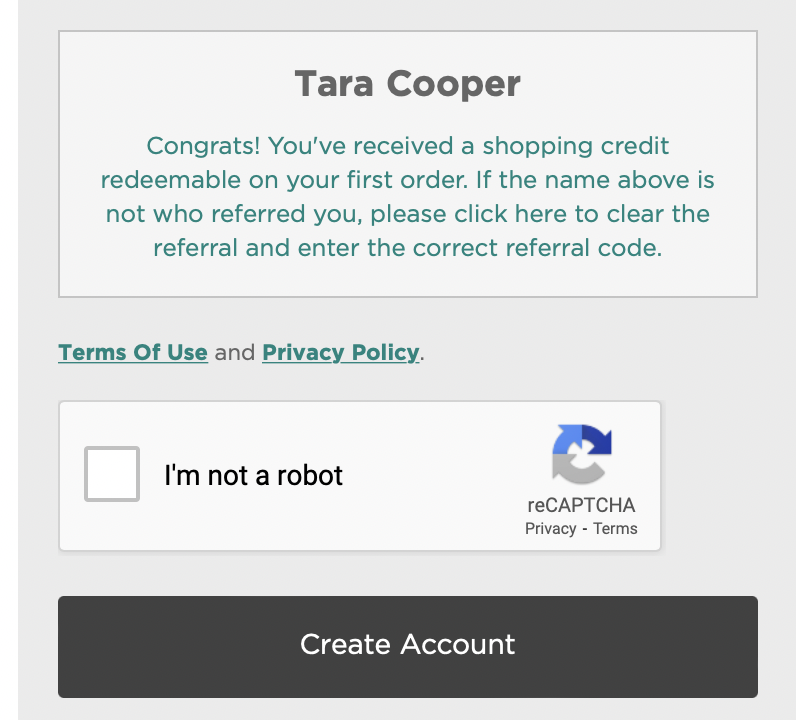 Tara Cooper
Congrats! You've received a shopping credit
redeemable on your first order. If the name above is
not who referred you, please click here to clear the
referral and enter the correct referral code.
Terms Of Use and Privacy Policy.
I'm not a robot
reCAPTCHA
Privacy - Terms
Create Account